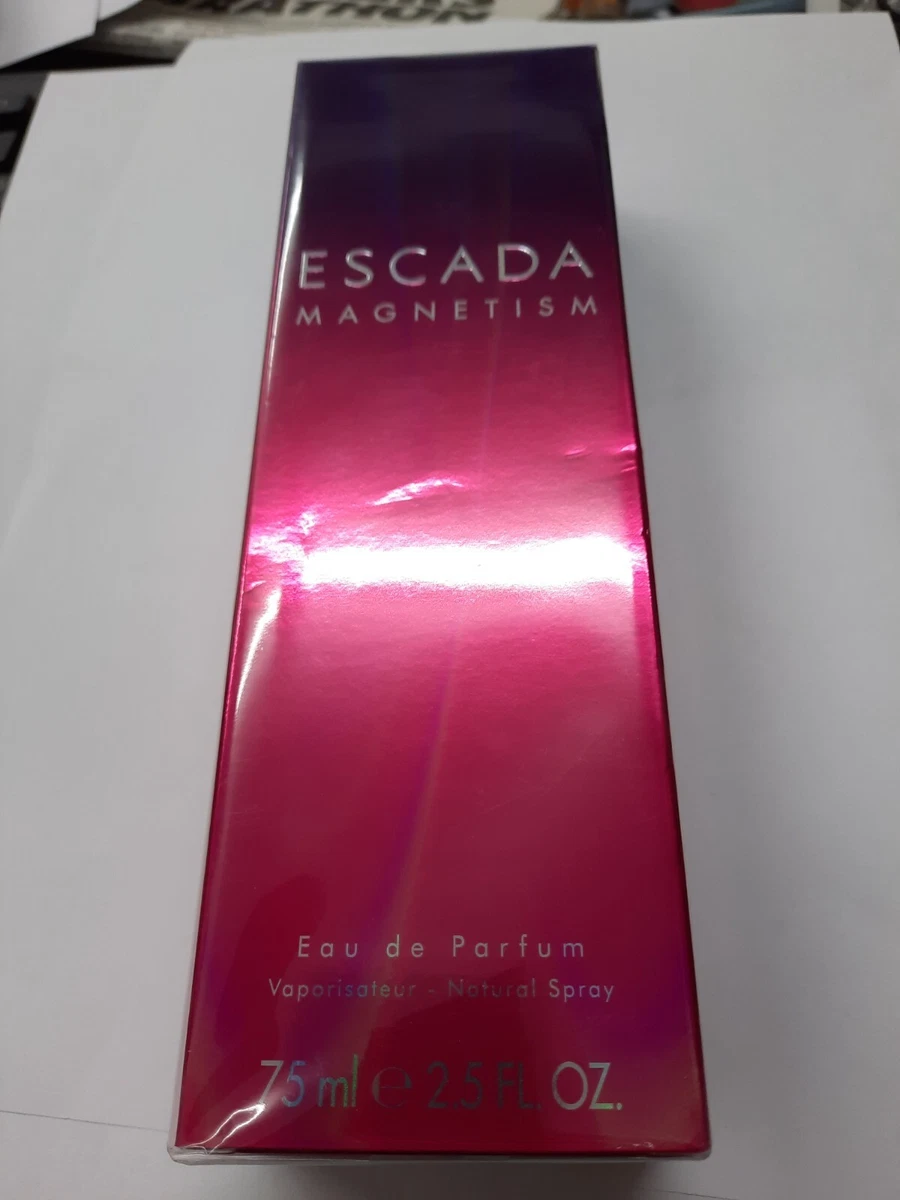 ESCADA
MAGNETISM
Eau de Parfum
Vaporisateur - Natural Spray
75 ml e 2.5 FL. OZ.